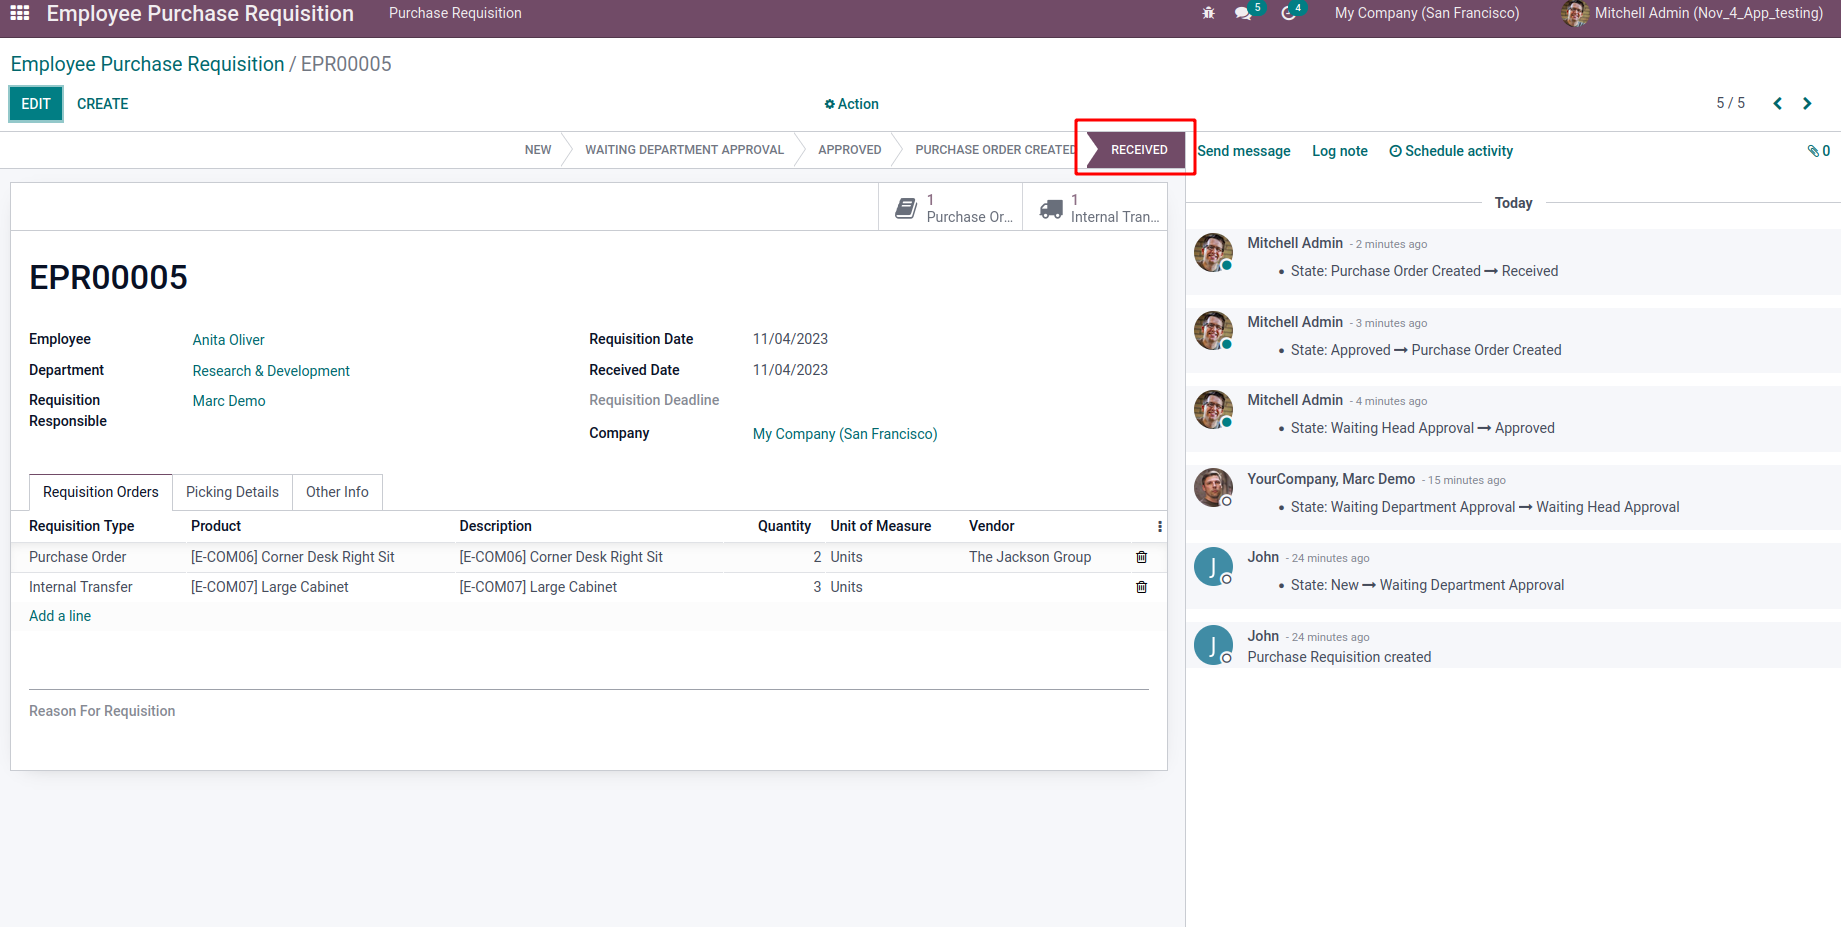 Employee Purchase Requisition Purchase Requisition 5 4 My Company (San Francisco) Mitchell Admin (Nov_4_App_testing)
Employee Purchase Requisition / EPR00005
EDIT CREATE Action 5 / 5
NEW WAITING DEPARTMENT APPROVAL APPROVED PURCHASE ORDER CREATED RECEIVED Send message Log note Schedule activity 0
1
Purchase Or...
1
Internal Tran...
EPR00005
Employee Anita Oliver
Department Research & Development
Requisition
Responsible Marc Demo
Requisition Date 11/04/2023
Received Date 11/04/2023
Requisition Deadline
Company My Company (San Francisco)
Requisition Orders Picking Details Other Info
Requisition Type Product Description Quantity Unit of Measure Vendor
Purchase Order [E-COM06] Corner Desk Right Sit [E-COM06] Corner Desk Right Sit 2 Units The Jackson Group
Internal Transfer [E-COM07] Large Cabinet [E-COM07] Large Cabinet 3 Units
Add a line
Reason For Requisition
Today
Mitchell Admin - 2 minutes ago
• State: Purchase Order Created → Received
Mitchell Admin - 3 minutes ago
• State: Approved → Purchase Order Created
Mitchell Admin - 4 minutes ago
• State: Waiting Head Approval → Approved
YourCompany, Marc Demo - 15 minutes ago
• State: Waiting Department Approval → Waiting Head Approval
J
John - 24 minutes ago
• State: New → Waiting Department Approval
J
John - 24 minutes ago
Purchase Requisition created